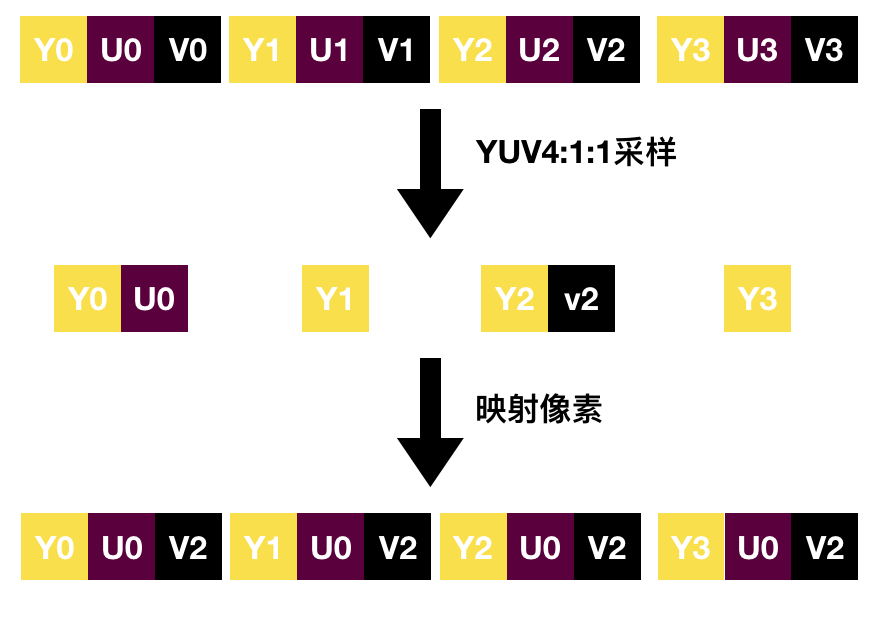 Y0 U0 V0 Y1 U1 V1 Y2 U2 V2 Y3 U3 V3
YUV4:1:1采样
Y0 U0 Y1 Y2 v2 Y3
映射像素
Y0 U0 V2 Y1 U0 V2 Y2 U0 V2 Y3 U0 V2